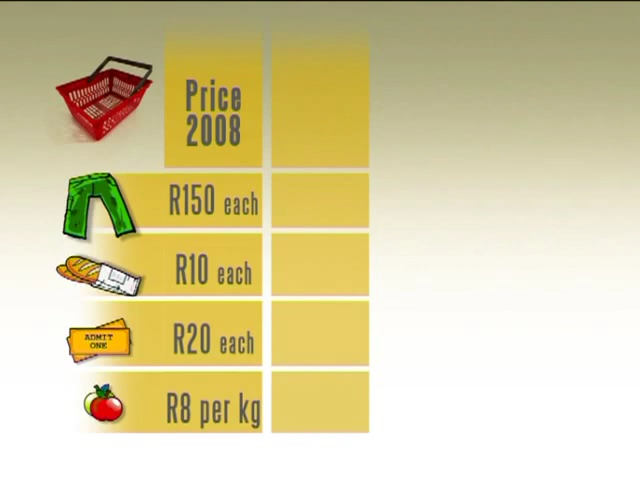 Price
2008
R150 each
R10 each
ADMIT
ONE
R20 each
R8 per kg